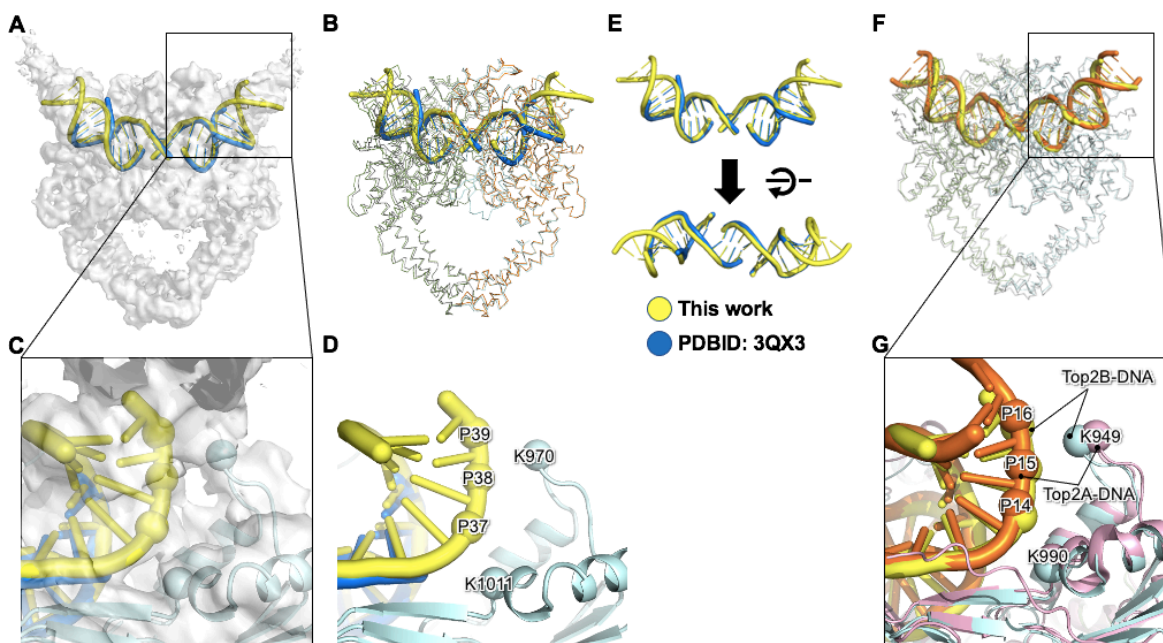 A
B
E
F
This work
PDBID: 3QX3
C
D
G
P39
K970
P38
P37
K1011
Top2B-DNA
P16
K949
P15
Top2A-DNA
P14
K990